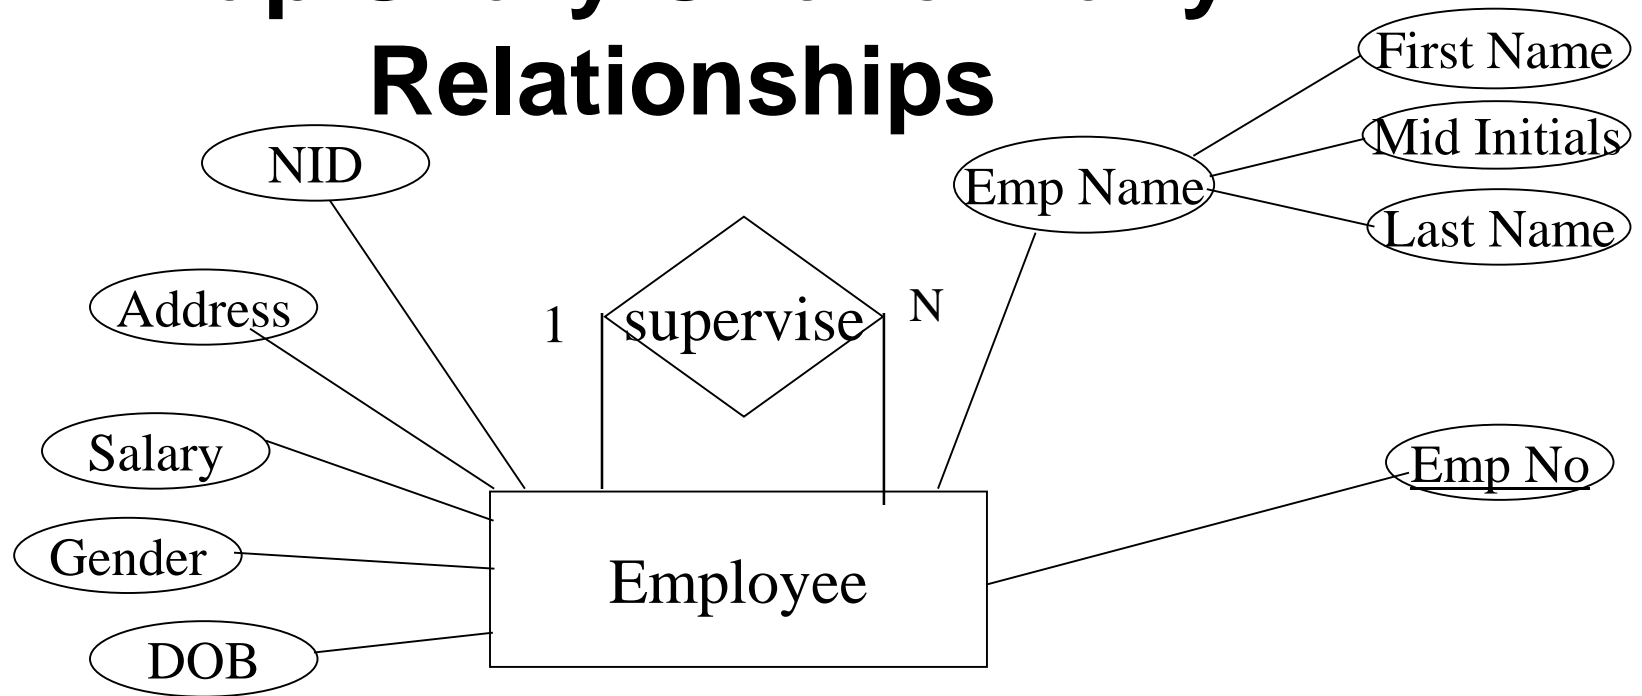 Relationships
First Name
Mid Initials
Last Name
NID
Emp Name
Address
1
supervise
N
Salary
Emp No
Gender
Employee
DOB